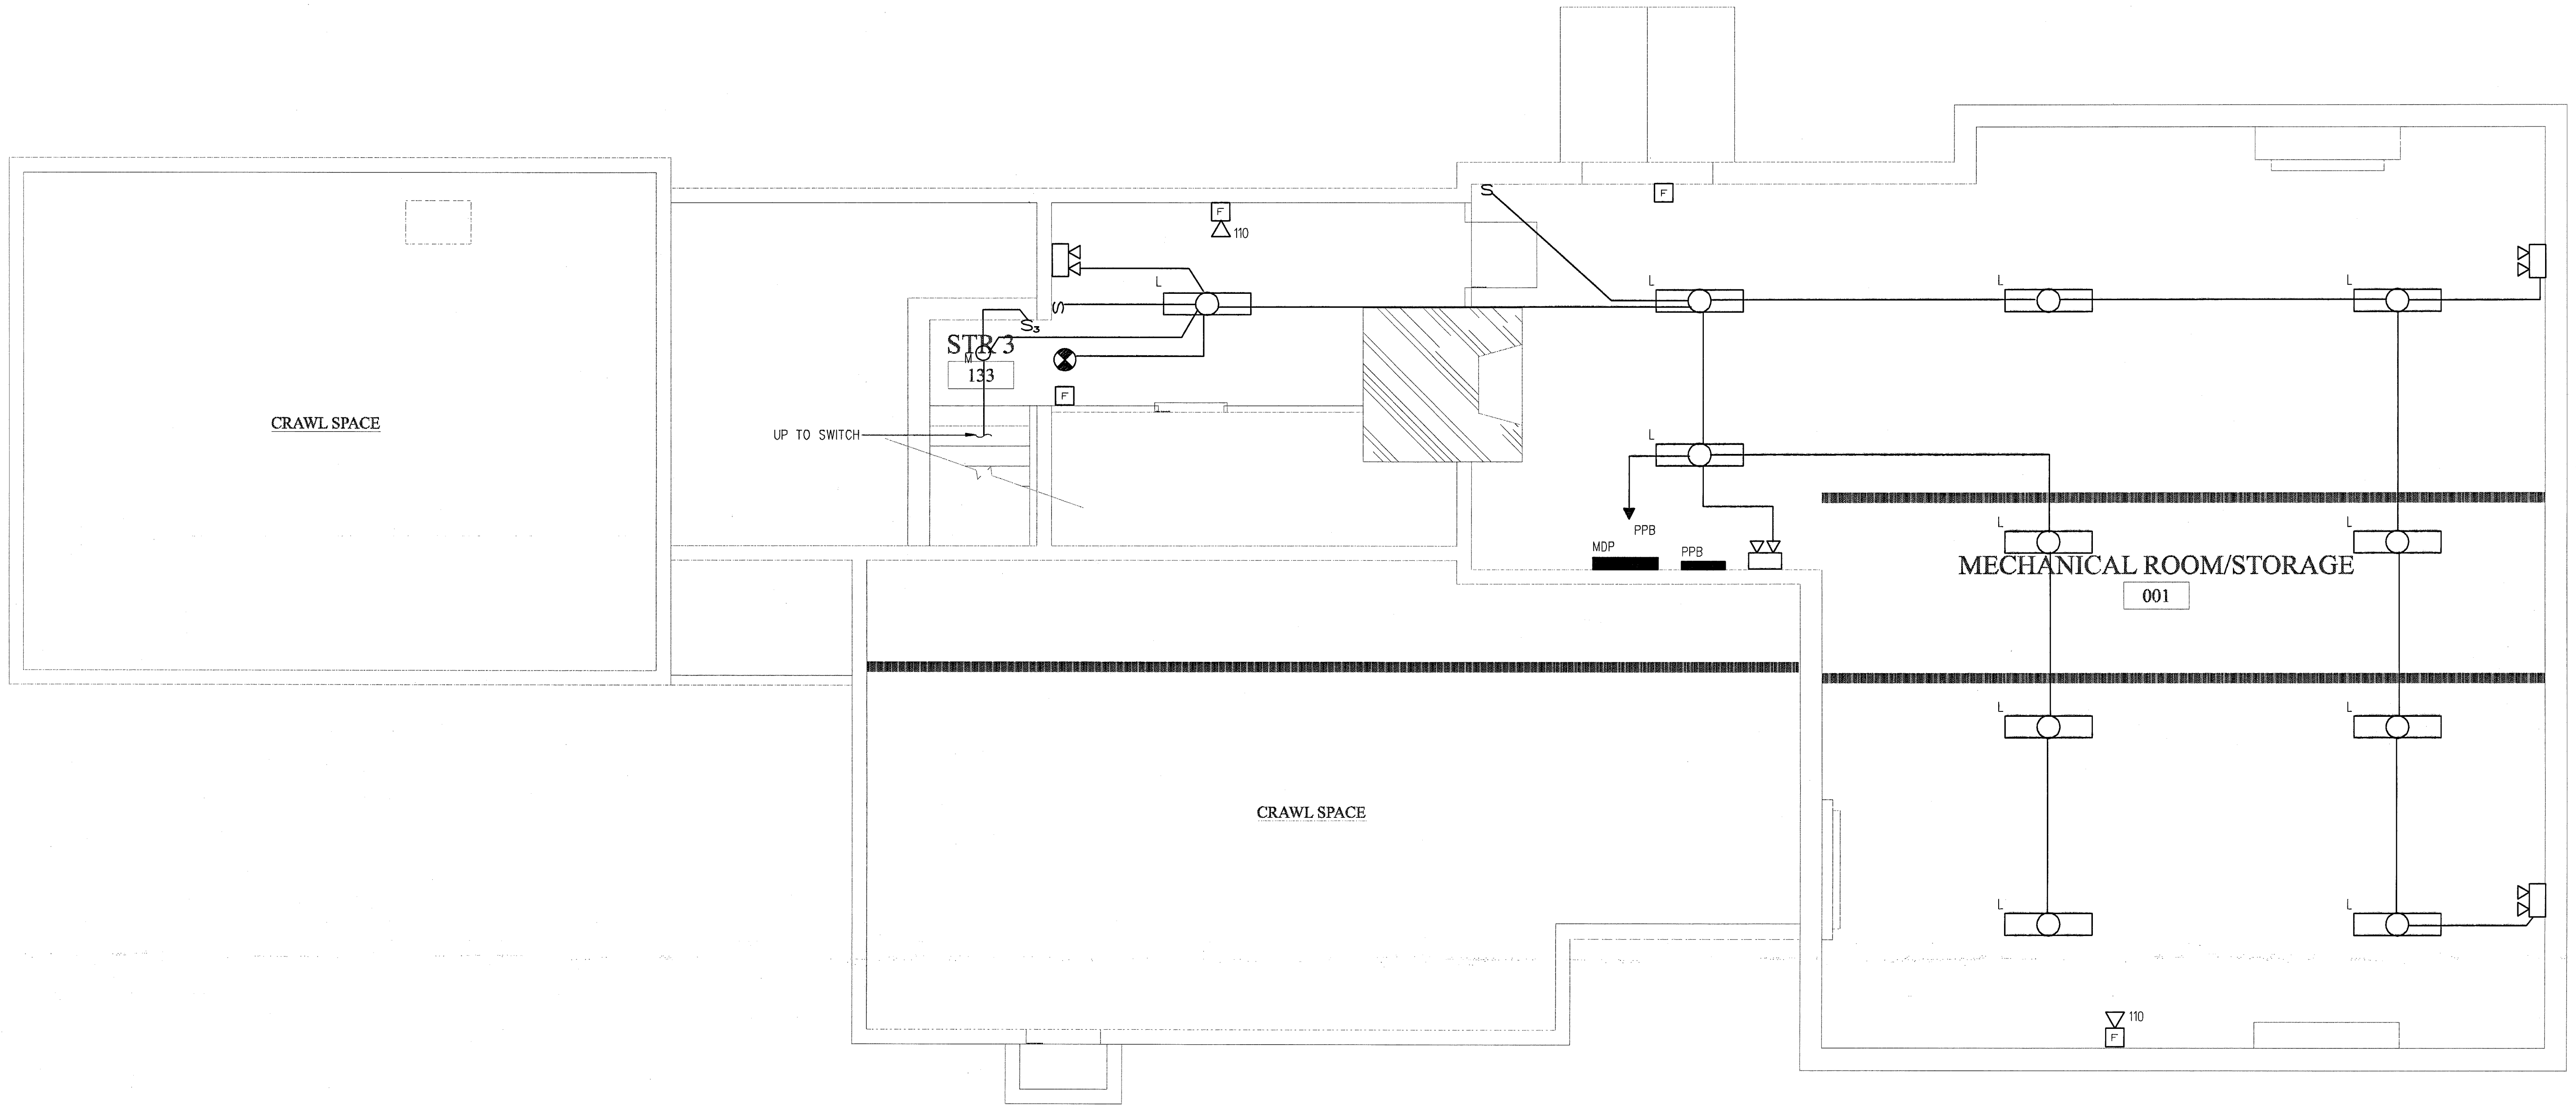 F
S
F
110
L
L
L
L
S
S3
STR 3
M
133
F
CRAWL SPACE
UP TO SWITCH
L
PPB
MDP
PPB
L
L
MECHANICAL ROOM/STORAGE
001
L
L
CRAWL SPACE
L
L
110
F